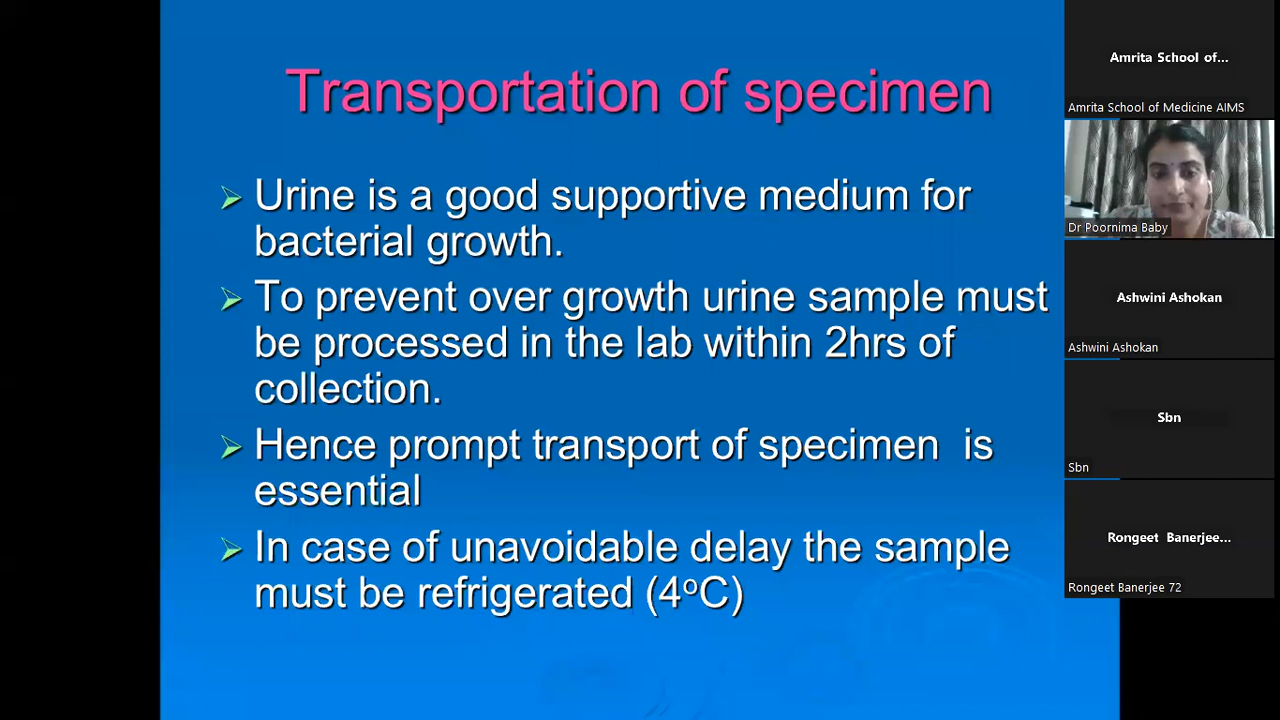 Transportation of specimen
Urine is a good supportive medium for
bacterial growth.
To prevent over growth urine sample must
be processed in the lab within 2hrs of
collection.
Hence prompt transport of specimen  is
essential
In case of unavoidable delay the sample
must be refrigerated (4ºC)
Amrita School of...
Amrita School of Medicine AIMS
Dr Poornima Baby
Ashwini Ashokan
Ashwini Ashokan
Sbn
Sbn
Rongeet Banerjee...
Rongeet Banerjee 72